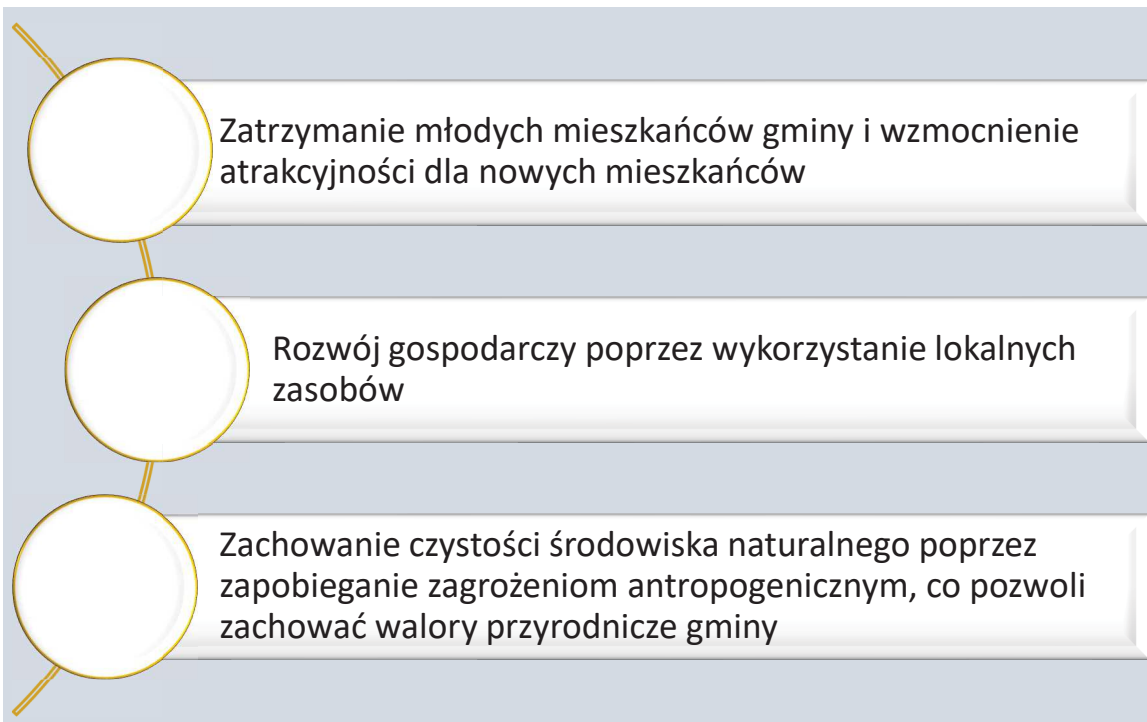 Zatrzymanie młodych mieszkańców gminy i wzmocnienie
atrakcyjności dla nowych mieszkańców
Rozwój gospodarczy poprzez wykorzystanie lokalnych
zasobów
Zachowanie czystości środowiska naturalnego poprzez
zapobieganie zagrożeniom antropogenicznym, co pozwoli
zachować walory przyrodnicze gminy